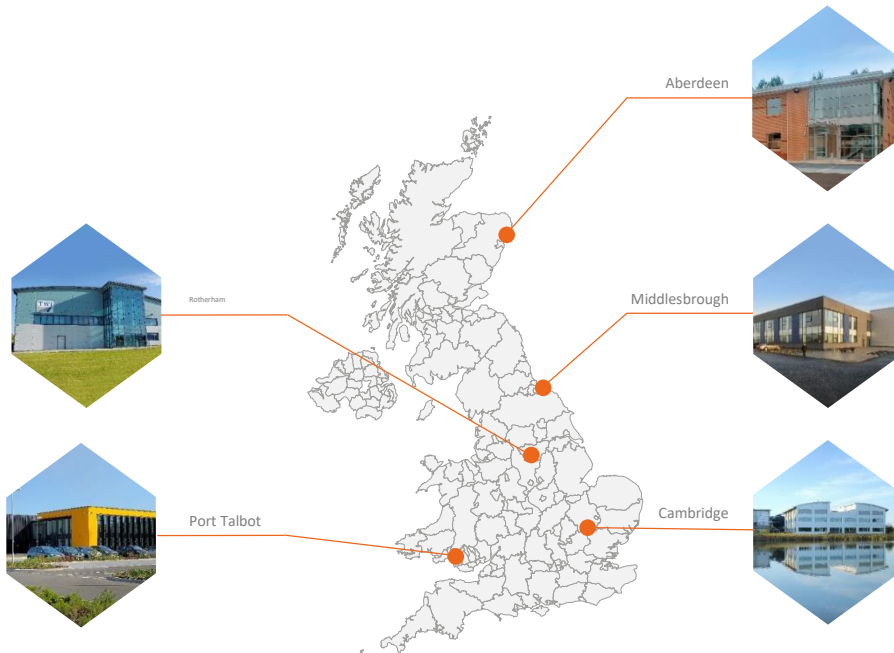 Aberdeen
Rotherham
Middlesbrough
Port Talbot
Cambridge